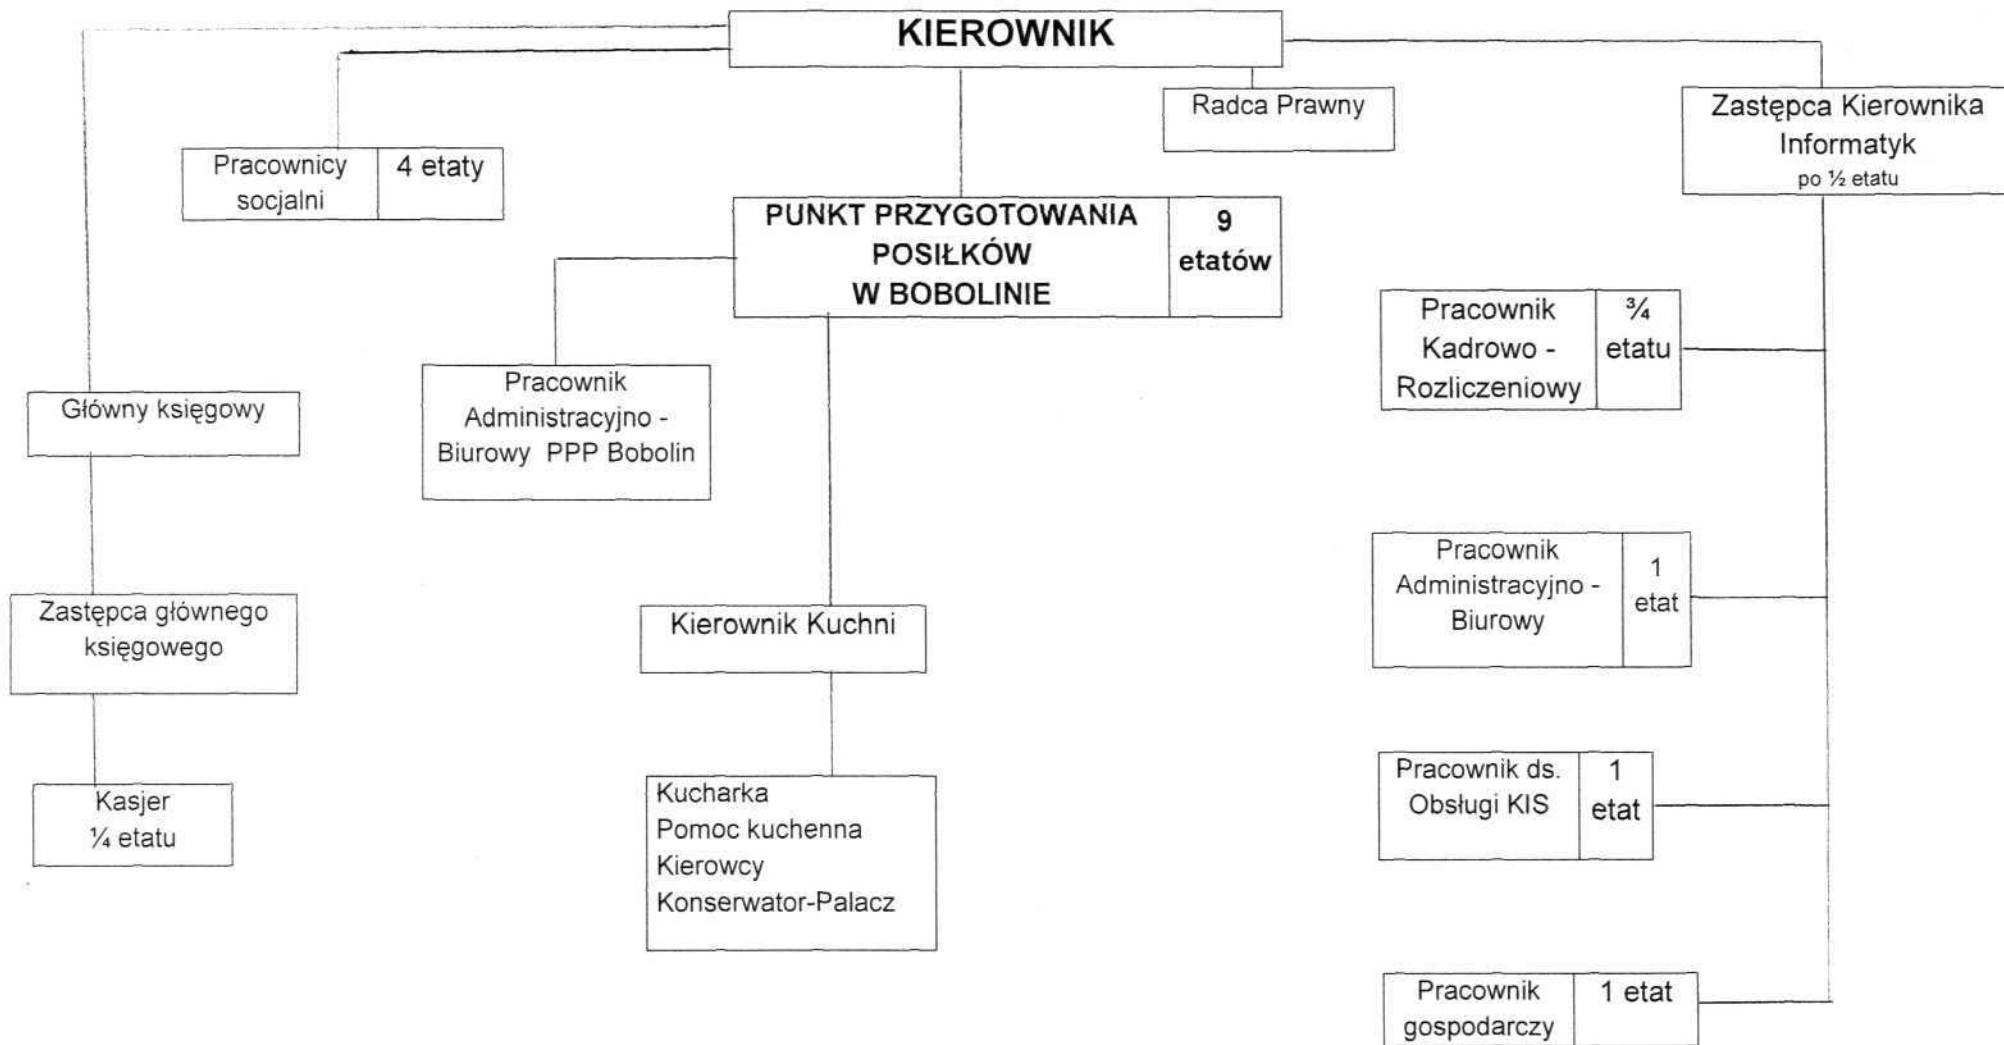 KIEROWNIK
Radca Prawny
Zastępca Kierownika
Informatyk
po ½ etatu
Pracownicy
socjalni
4 etaty
PUNKT PRZYGOTOWANIA
POSIŁKÓW
W BOBOLINIE
9
etatów
Pracownik
Kadrowo -
Rozliczeniowy
¾
etatu
Pracownik
Administracyjno -
Biurowy PPP Bobolin
Główny księgowy
Pracownik
Administracyjno -
Biurowy
1
etat
Zastępca głównego
księgowego
Kierownik Kuchni
Pracownik ds.
Obsługi KIS
1
etat
Kasjer
¼ etatu
Kucharka
Pomoc kuchenna
Kierowcy
Konserwator-Palacz
Pracownik
gospodarczy
1 etat